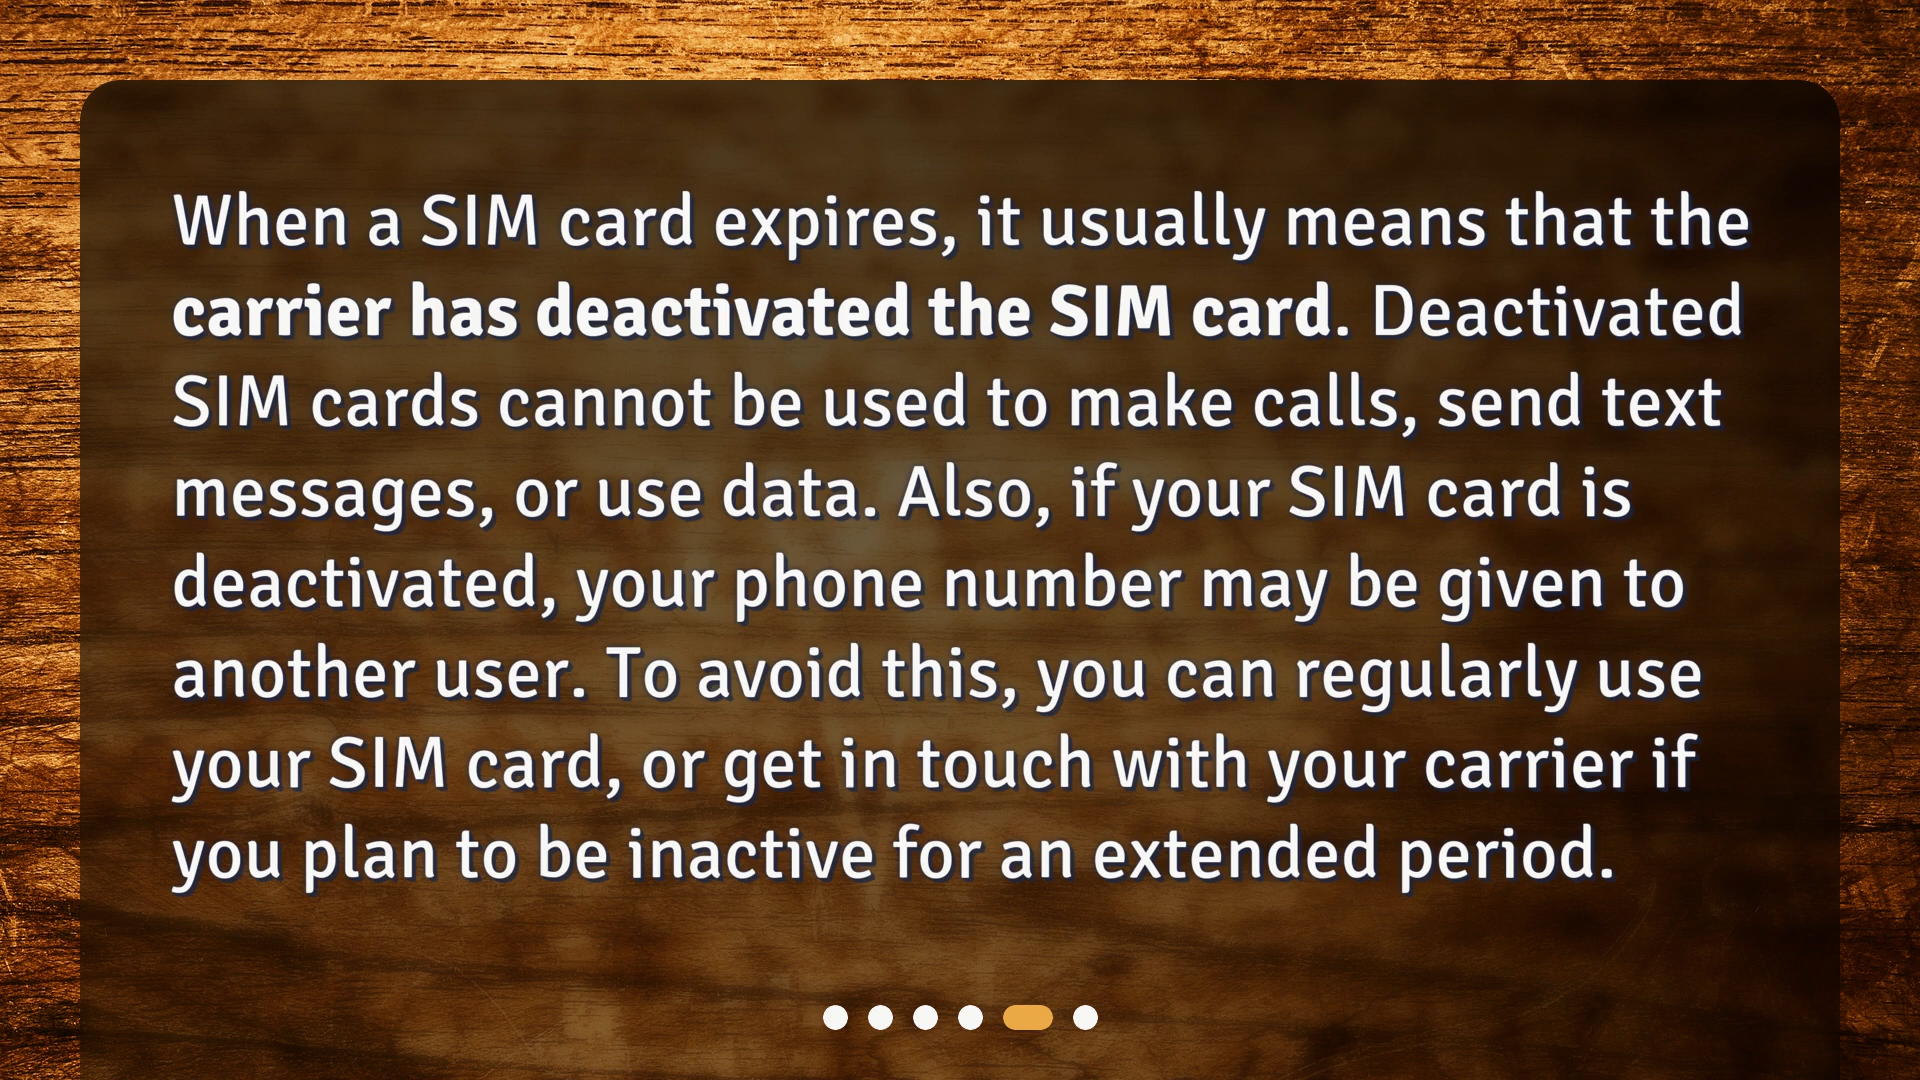 When a SIM card expires, it usually means that the
carrier has deactivated the SIM card. Deactivated
SIM cards cannot be used to make calls, send text
messages, or use data. Also, if your SIM card is
deactivated, your phone number may be given to
another user. To avoid this, you can regularly use
your SIM card, or get in touch with your carrier if
you plan to be inactive for an extended period.